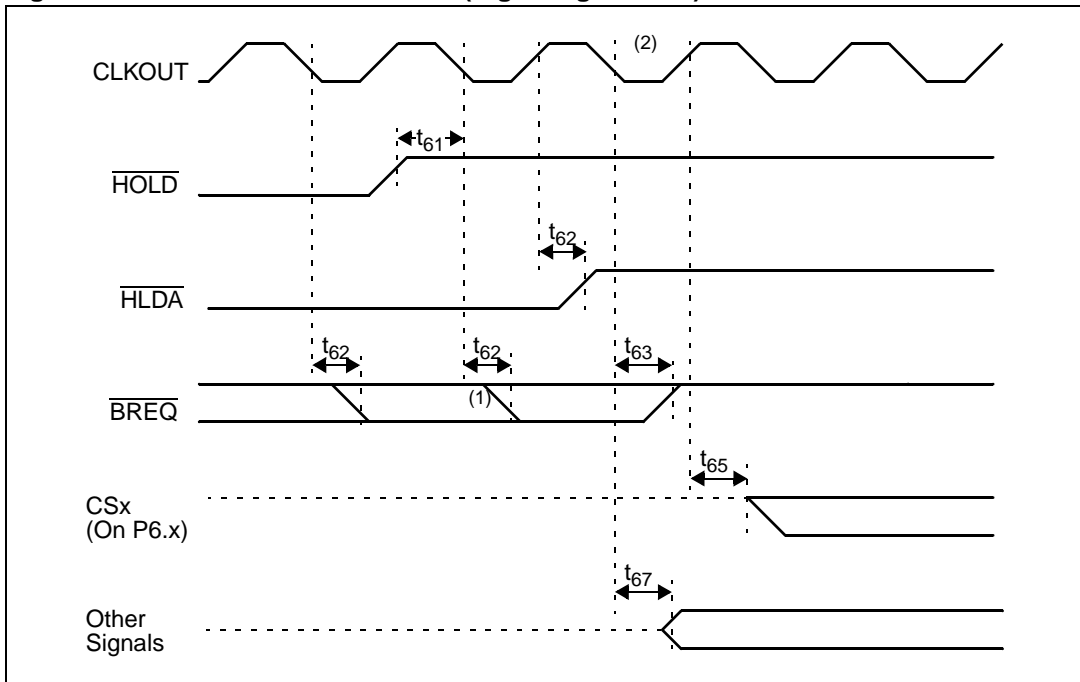 (2)
CLKOUT
t61
HOLD
t62
HLDA
t62
t62
t63
(1)
BREQ
t65
CSx
(On P6.x)
t67
Other
Signals